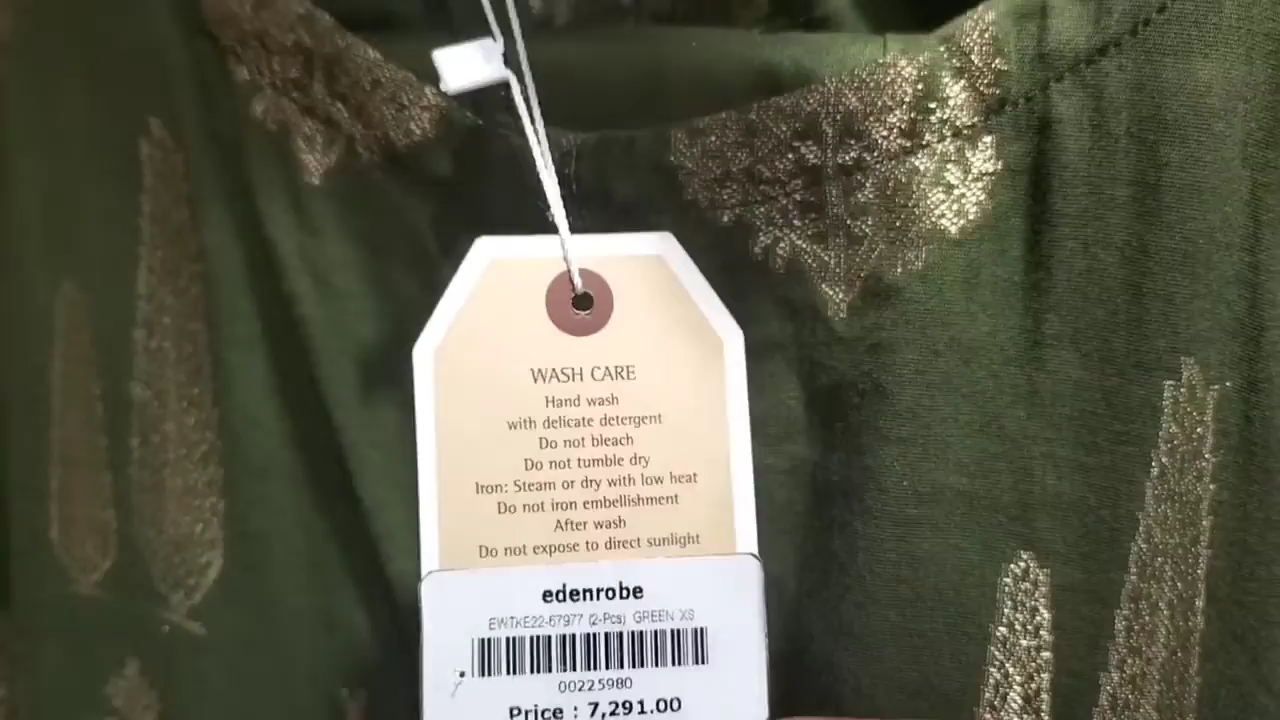 WASH CARE
Hand wash
with delicate detergent
Do not bleach
Do not tumble dry
Iron: Steam or dry with low heat
Do not iron embellishment
After wash
Do not expose to direct sunlight
edenrobe
EWTKE22-67977 (2-Pcs) GREEN XS
00225980
Price : 7,291.00